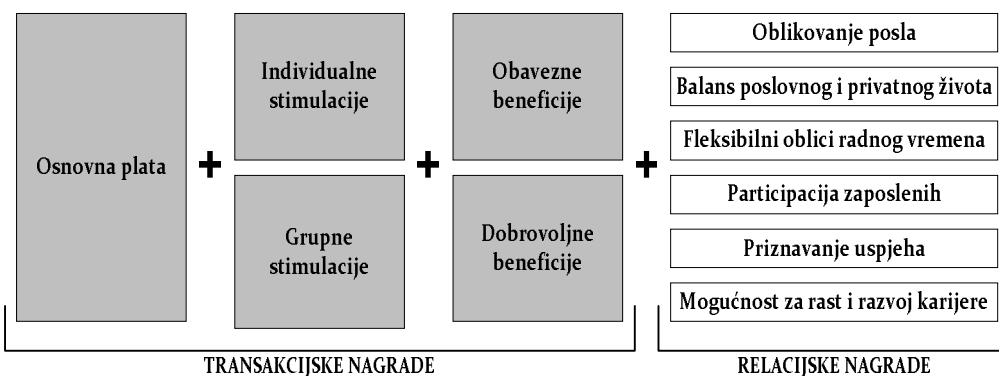 Osnovna plata
+
Individualne
stimulacije
Grupne
stimulacije
+
Obavezne
beneficije
Dobrovoljne
beneficije
+
Oblikovanje posla
Balans poslovnog i privatnog života
Fleksibilni oblici radnog vremena
Participacija zaposlenih
Priznavanje uspjeha
Mogućnost za rast i razvoj karijere
TRANSAKCIJSKE NAGRADE
RELACIJSKE NAGRADE